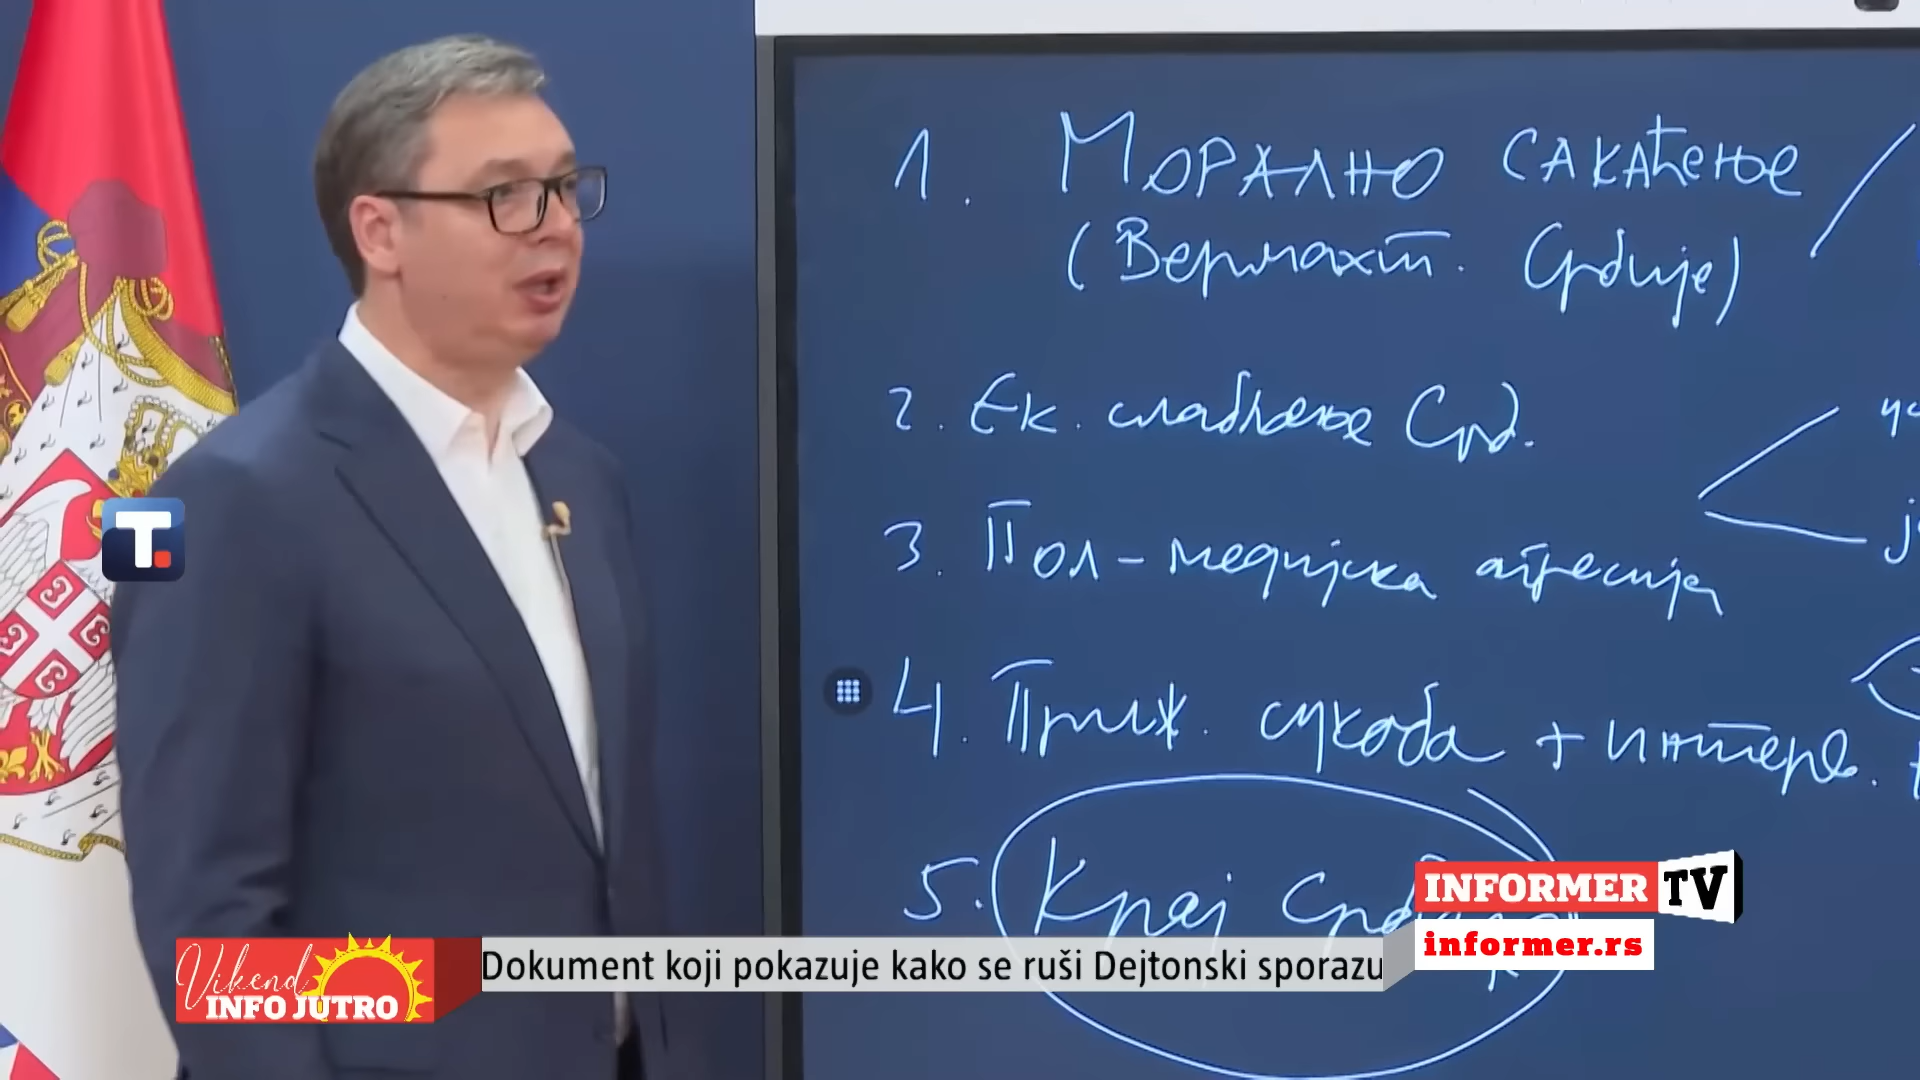 1. МОРАЛНО САКАЋЕЊЕ
(Вермахт. Србије)
2. Ек. слабљење Срб.
3. Пол-медијска агресија
4. Приж. сукоба + интерв.
5. Крај
T.
INFORMER TV
informer.rs
Vikend
INFO JUTRO
Dokument koji pokazuje kako se ruši Dejtonski sporazu